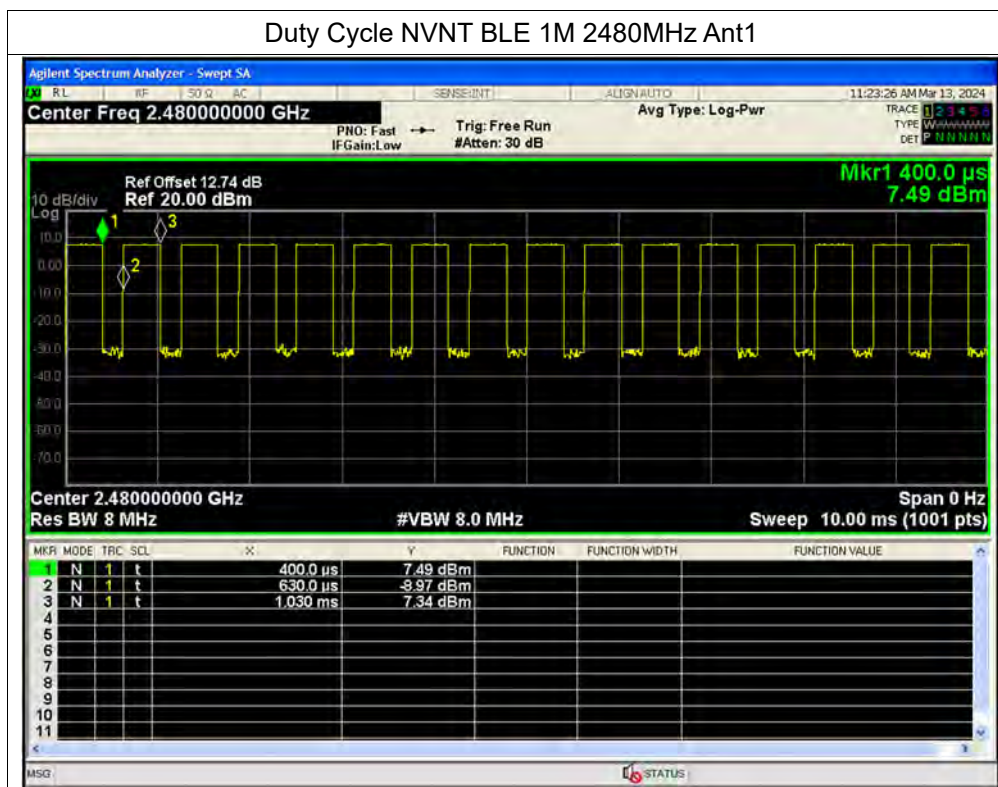 Duty Cycle NVNT BLE 1M 2480MHz Ant1
Agilent Spectrum Analyzer - Swept SA
RL RF 50 Ω AC SENSE:INT ALIGNAUTO 11:23:26 AM Mar 13, 2024
Center Freq 2.480000000 GHz Avg Type: Log-Pwr TRACE 1 2 3 4 5 6
PNO: Fast Trig: Free Run TYPE
IFGain:Low #Atten: 30 dB DET P N N N N N
Mkr1 400.0 µs
Ref Offset 12.74 dB
10 dB/div Ref 20.00 dBm 7.49 dBm
Log
1 3
10.0
0.00
2
-10.0
-20.0
-30.0
-40.0
-50.0
-60.0
-70.0
Center 2.480000000 GHz Span 0 Hz
Res BW 8 MHz #VBW 8.0 MHz Sweep 10.00 ms (1001 pts)
MKR MODE TRC SCL X Y FUNCTION FUNCTION WIDTH FUNCTION VALUE
1 N 1 t 400.0 µs 7.49 dBm
2 N 1 t 630.0 µs -8.97 dBm
3 N 1 t 1.030 ms 7.34 dBm
4
5
6
7
8
9
10
11
MSG STATUS